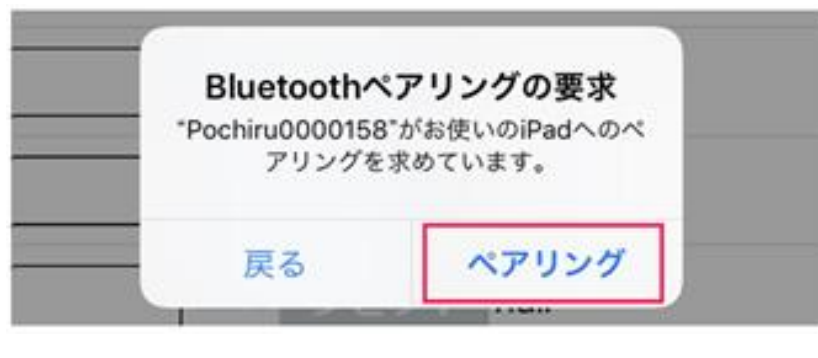 Bluetoothペアリングの要求
"Pochiru0000158"がお使いのiPadへのペ
アリングを求めています。
戻る
ペアリング